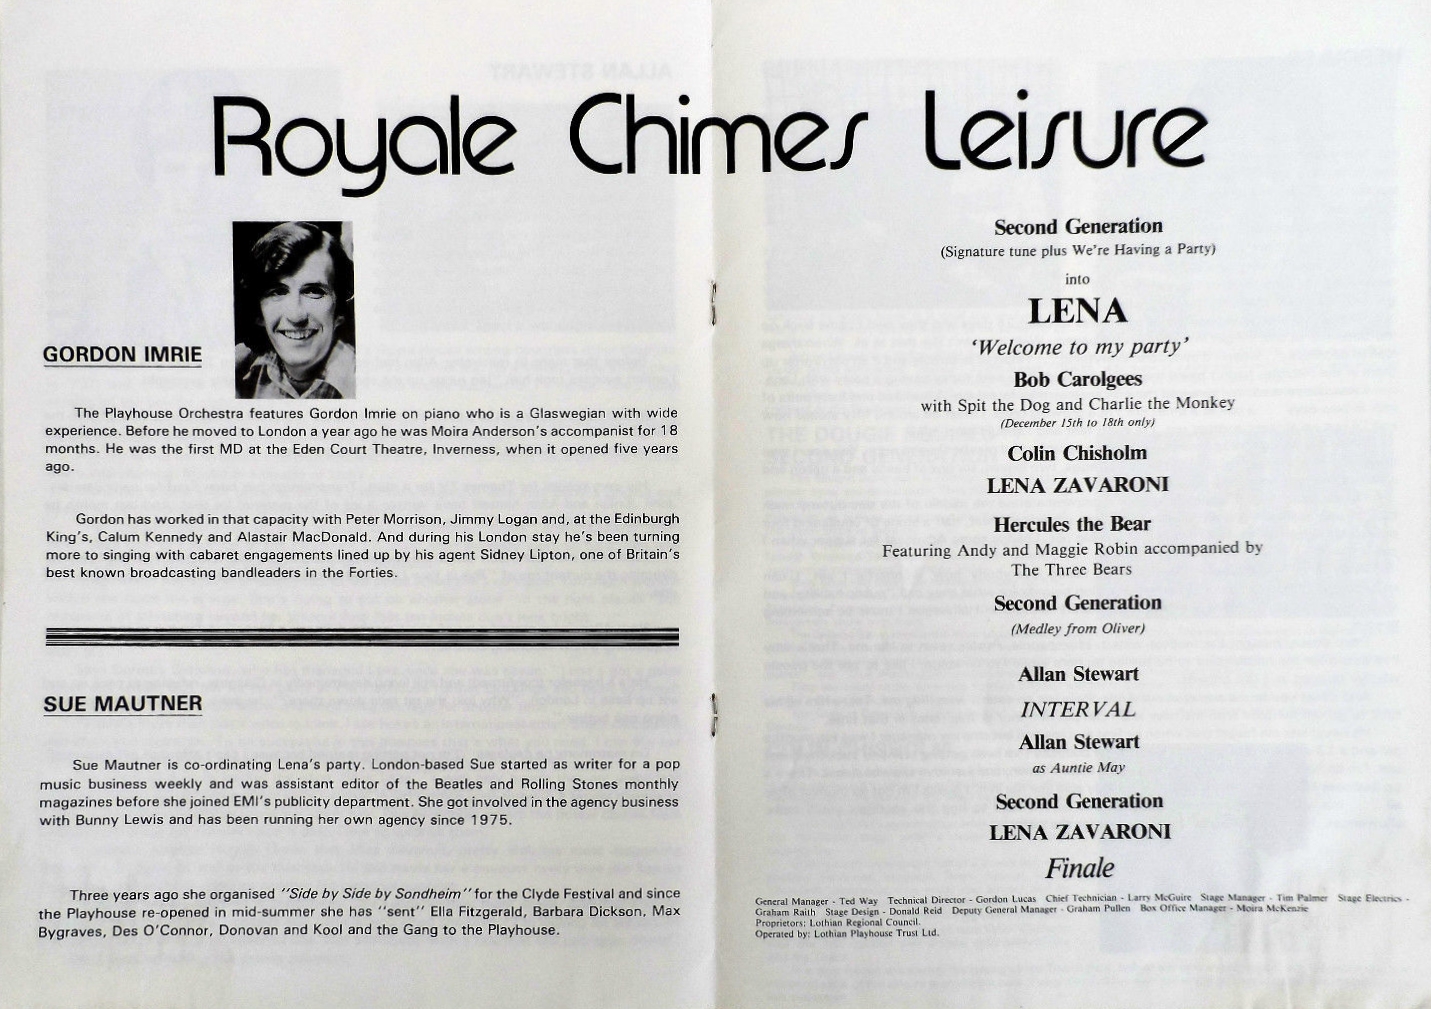 Royale Chimes Leisure
GORDON IMRIE
The Playhouse Orchestra features Gordon Imrie on piano who is a Glaswegian with wide
experience. Before he moved to London a year ago he was Moira Anderson's accompanist for 18
months. He was the first MD at the Eden Court Theatre, Inverness, when it opened five years
ago.
Gordon has worked in that capacity with Peter Morrison, Jimmy Logan and, at the Edinburgh
King's, Calum Kennedy and Alastair MacDonald. And during his London stay he's been turning
more to singing with cabaret engagements lined up by his agent Sidney Lipton, one of Britain's
best known broadcasting bandleaders in the Forties.
SUE MAUTNER
Sue Mautner is co-ordinating Lena's party. London-based Sue started as writer for a pop
music business weekly and was assistant editor of the Beatles and Rolling Stones monthly
magazines before she joined EMI's publicity department. She got involved in the agency business
with Bunny Lewis and has been running her own agency since 1975.
Three years ago she organised "Side by Side by Sondheim" for the Clyde Festival and since
the Playhouse re-opened in mid-summer she has "sent" Ella Fitzgerald, Barbara Dickson, Max
Bygraves, Des O'Connor, Donovan and Kool and the Gang to the Playhouse.
Second Generation
(Signature tune plus We're Having a Party)
into
LENA
'Welcome to my party'
Bob Carolgees
with Spit the Dog and Charlie the Monkey
(December 15th to 18th only)
Colin Chisholm
LENA ZAVARONI
Hercules the Bear
Featuring Andy and Maggie Robin accompanied by
The Three Bears
Second Generation
(Medley from Oliver)
Allan Stewart
INTERVAL
Allan Stewart
as Auntie May
Second Generation
LENA ZAVARONI
Finale
General Manager - Ted Way Technical Director - Gordon Lucas Chief Technician - Larry McGuire Stage Manager - Tim Palmer Stage Electrics -
Graham Raith Stage Design - Donald Reid Deputy General Manager - Graham Pullen Box Office Manager - Moira McKenzie
Proprietors: Lothian Regional Council.
Operated by: Lothian Playhouse Trust Ltd.